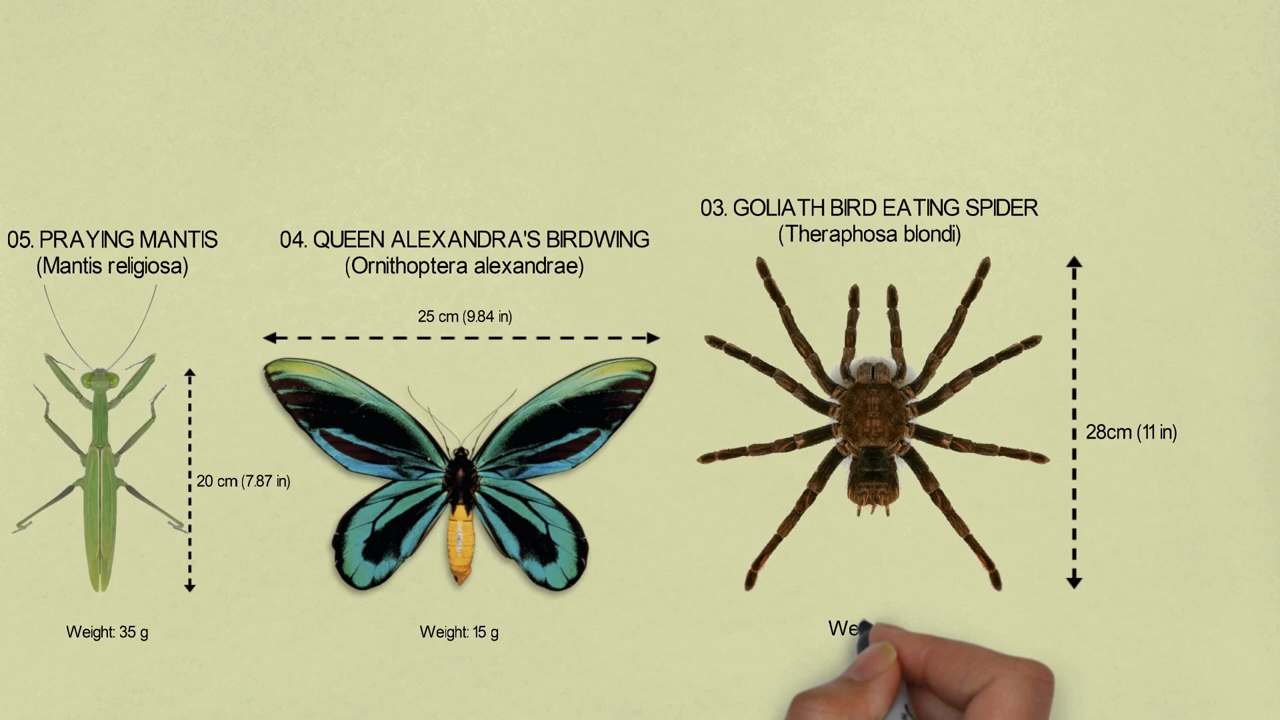 05. PRAYING MANTIS
(Mantis religiosa)
20 cm (7.87 in)
Weight: 35 g
04. QUEEN ALEXANDRA'S BIRDWING
(Ornithoptera alexandrae)
25 cm (9.84 in)
Weight: 15 g
03. GOLIATH BIRD EATING SPIDER
(Theraphosa blondi)
28cm (11 in)
We